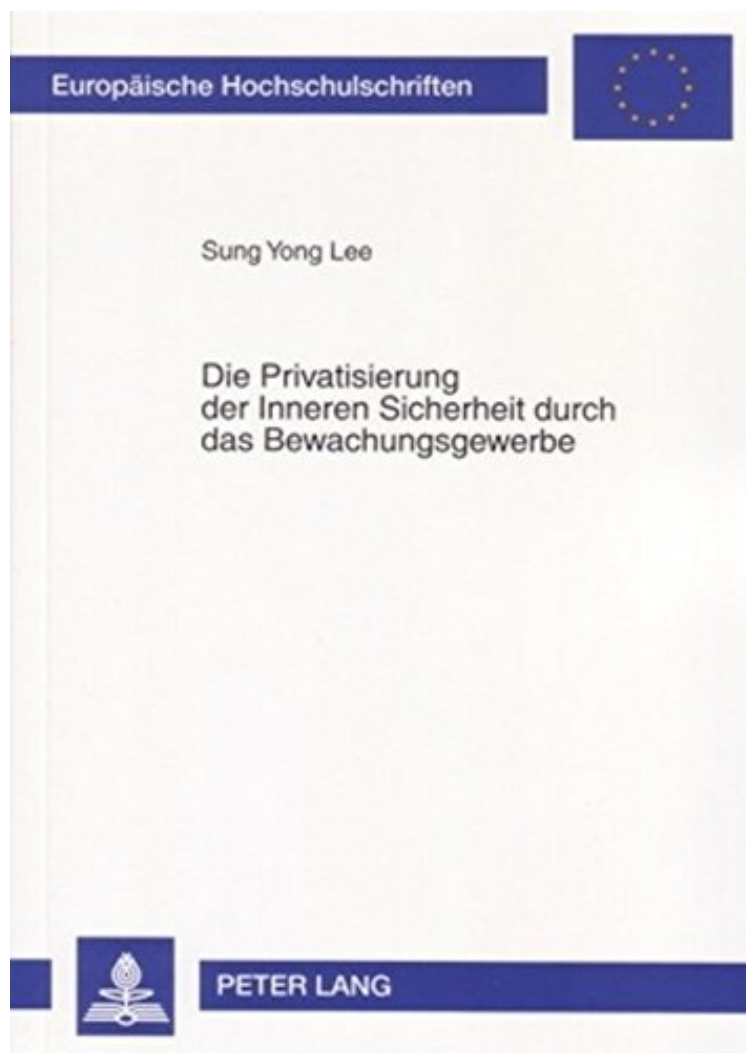 Europäische Hochschulschriften
Sung Yong Lee
Die Privatisierung
der Inneren Sicherheit durch
das Bewachungsgewerbe
PETER LANG